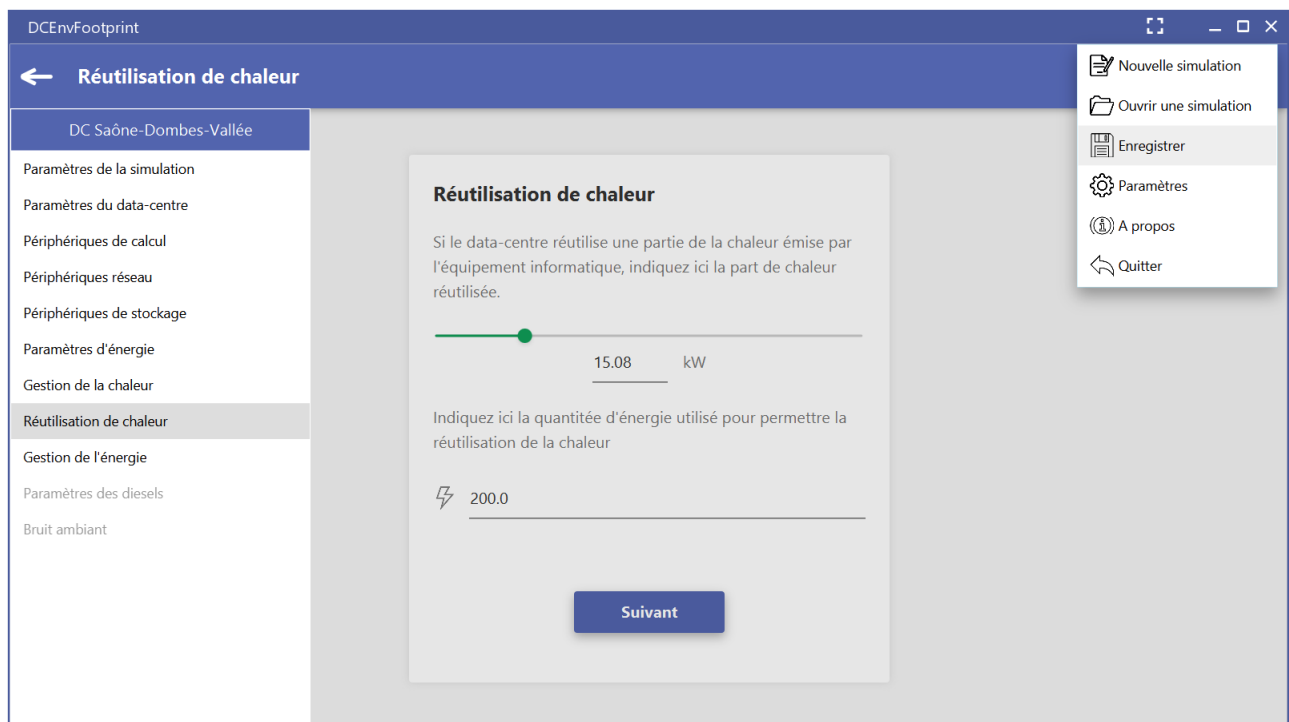 DCEnvFootprint
Réutilisation de chaleur
Nouvelle simulation
Ouvrir une simulation
Enregistrer
Paramètres
A propos
Quitter
DC Saône-Dombes-Vallée
Paramètres de la simulation
Paramètres du data-centre
Périphériques de calcul
Périphériques réseau
Périphériques de stockage
Paramètres d'énergie
Gestion de la chaleur
Réutilisation de chaleur
Gestion de l'énergie
Paramètres des diesels
Bruit ambiant
Réutilisation de chaleur
Si le data-centre réutilise une partie de la chaleur émise par
l'équipement informatique, indiquez ici la part de chaleur
réutilisée.
15.08 kW
Indiquez ici la quantitée d'énergie utilisé pour permettre la
réutilisation de la chaleur
200.0
Suivant